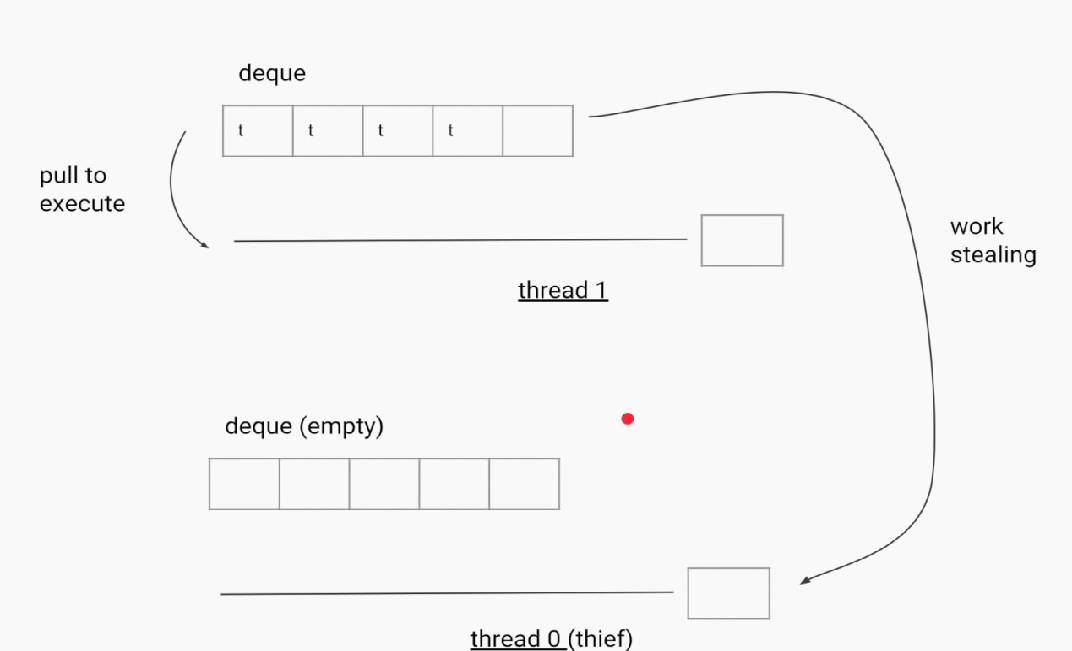 deque
t t t t
pull to
execute
work
stealing
thread 1
deque (empty)
thread 0 (thief)